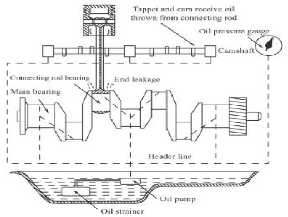 Tappet and cam receive oil
thrown from connecting rod
Oil pressure gauge
Camshaft
Connecting rod bearing
End leakage
Main bearing
Header line
Oil pump
Oil strainer